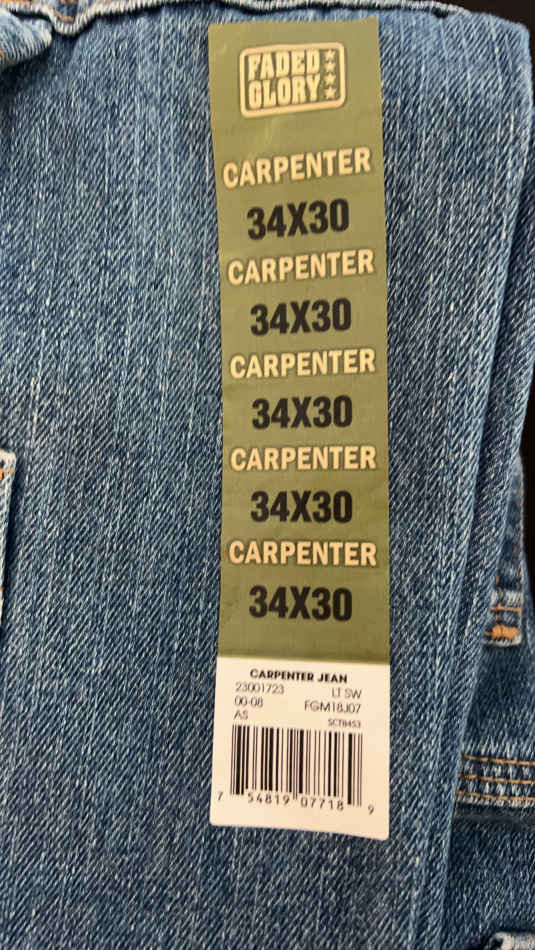 FADED
GLORY
CARPENTER
34X30
CARPENTER
34X30
CARPENTER
34X30
CARPENTER
34X30
CARPENTER
34X30
CARPENTER JEAN
23001723 LT SW
00-08 FGM18J07
AS SCT8453
7 54819 07718 9